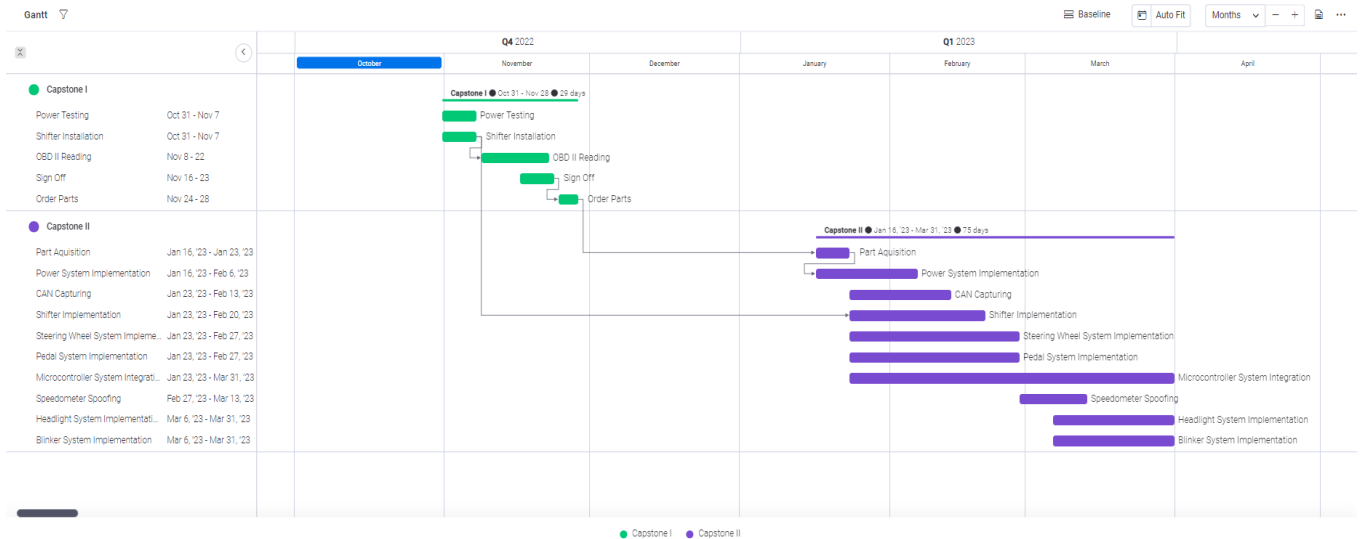 Gantt
Baseline
Auto Fit
Months
Q4 2022
Q1 2023
October
November
December
January
February
March
April
Capstone I
Capstone I ● Oct 31 - Nov 28 ● 29 days
Power Testing Oct 31 - Nov 7 Power Testing
Shifter Installation Oct 31 - Nov 7 Shifter Installation
OBD II Reading Nov 8 - 22 OBD II Reading
Sign Off Nov 16 - 23 Sign Off
Order Parts Nov 24 - 28 Order Parts
Capstone II
Capstone II ● Jan 16, '23 - Mar 31, '23 ● 75 days
Part Aquisition Jan 16, '23 - Jan 23, '23 Part Aquisition
Power System Implementation Jan 16, '23 - Feb 6, '23 Power System Implementation
CAN Capturing Jan 23, '23 - Feb 13, '23 CAN Capturing
Shifter Implementation Jan 23, '23 - Feb 20, '23 Shifter Implementation
Steering Wheel System Impleme... Jan 23, '23 - Feb 27, '23 Steering Wheel System Implementation
Pedal System Implementation Jan 23, '23 - Feb 27, '23 Pedal System Implementation
Microcontroller System Integrati... Jan 23, '23 - Mar 31, '23 Microcontroller System Integration
Speedometer Spoofing Feb 27, '23 - Mar 13, '23 Speedometer Spoofing
Headlight System Implementati... Mar 6, '23 - Mar 31, '23 Headlight System Implementation
Blinker System Implementation Mar 6, '23 - Mar 31, '23 Blinker System Implementation
Capstone I
Capstone II